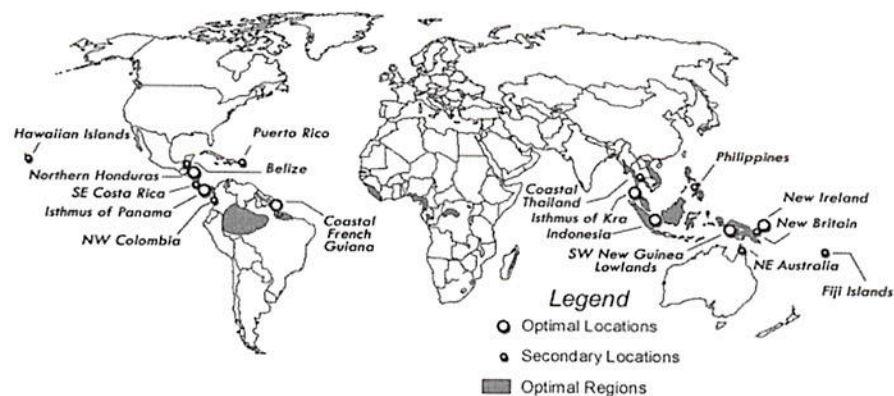 Hawaiian Islands
Puerto Rico
Northern Honduras
Belize
SE Costa Rica
Isthmus of Panama
NW Colombia
Coastal
French
Guiana
Philippines
Coastal
Thailand
Isthmus of Kra
Indonesia
New Ireland
New Britain
SW New Guinea
Lowlands
NE Australia
Fiji Islands
Legend
Optimal Locations
Secondary Locations
Optimal Regions